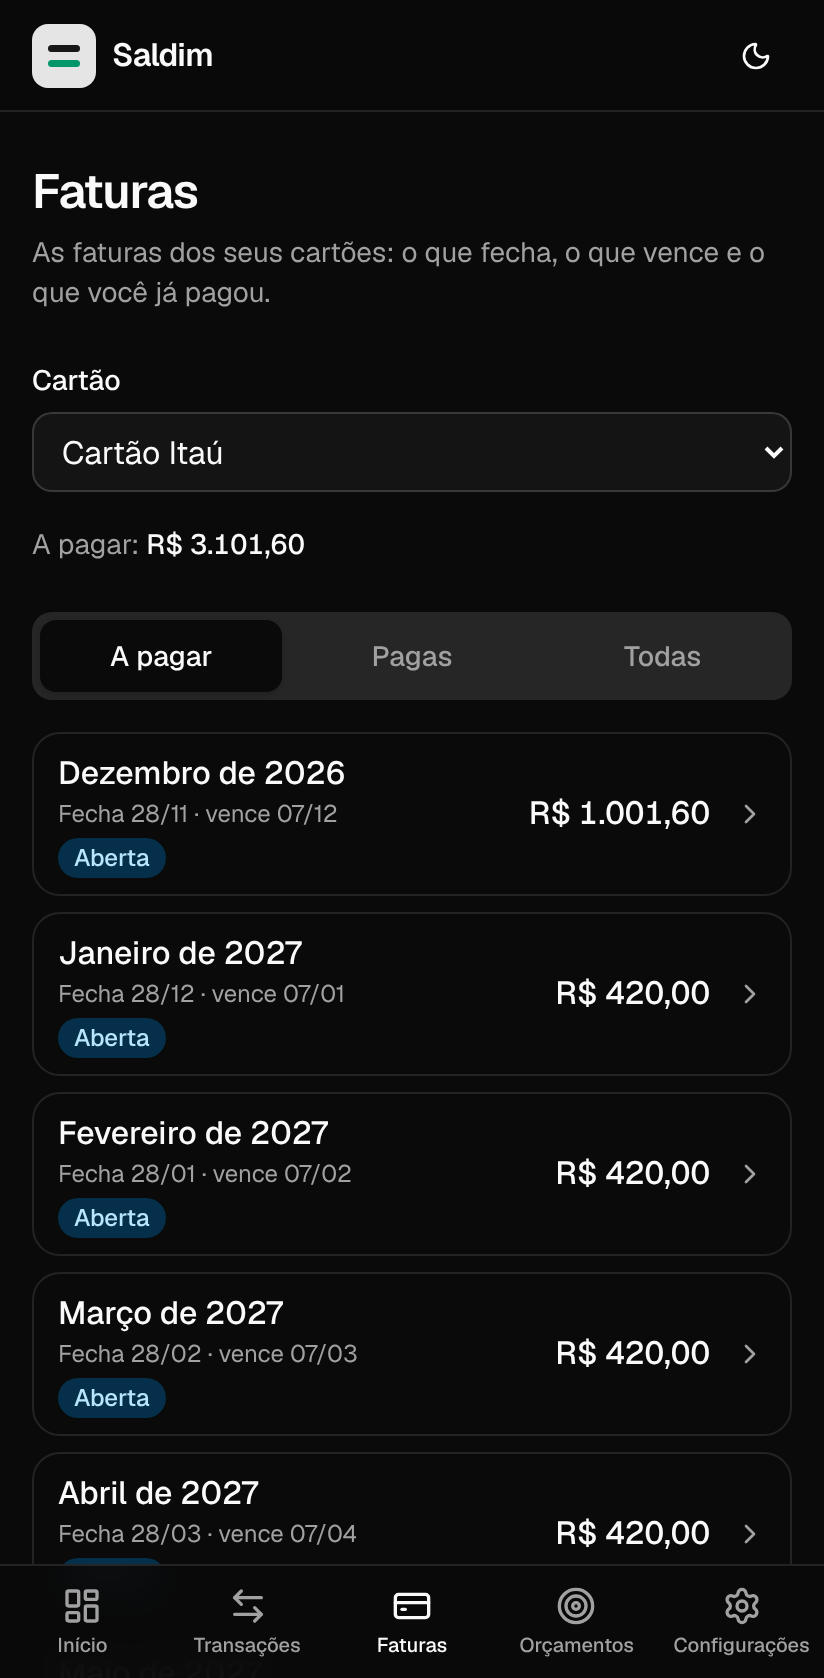 Saldim
Faturas
As faturas dos seus cartões: o que fecha, o que vence e o
que você já pagou.
Cartão
Cartão Itaú
A pagar: R$ 3.101,60
A pagar
Pagas
Todas
Dezembro de 2026
Fecha 28/11 · vence 07/12
R$ 1.001,60
Aberta
Janeiro de 2027
Fecha 28/12 · vence 07/01
R$ 420,00
Aberta
Fevereiro de 2027
Fecha 28/01 · vence 07/02
R$ 420,00
Aberta
Março de 2027
Fecha 28/02 · vence 07/03
R$ 420,00
Aberta
Abril de 2027
Fecha 28/03 · vence 07/04
R$ 420,00
Início
Transações
Faturas
Orçamentos
Configurações
Maio de 2027